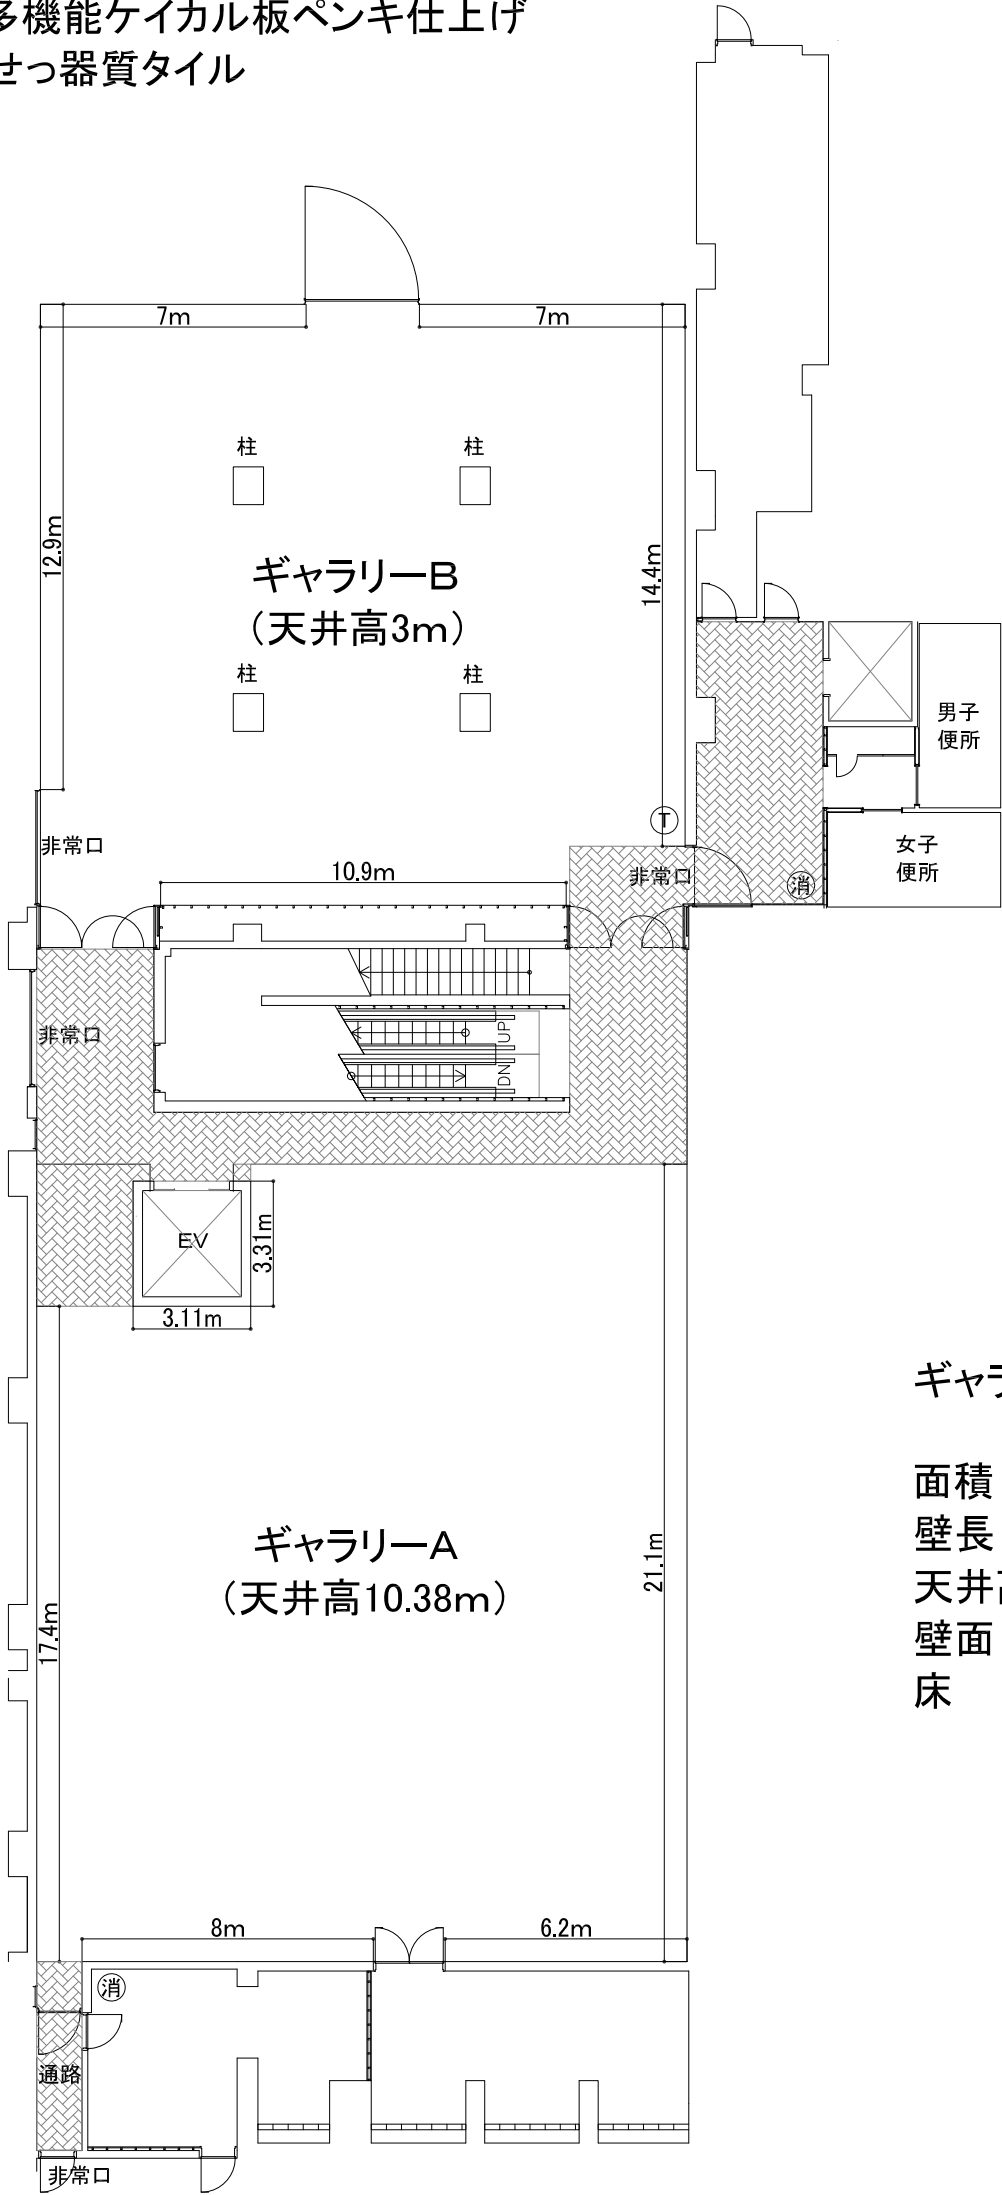 多機能ケイカル板ペンキ仕上げ
せっ器質タイル
7m
7m
柱
柱
12.9m
14.4m
ギャラリーB
（天井高3m）
柱
柱
男子
便所
T
非常口
女子
便所
10.9m
非常口
消
非常口
UP
DN
EV
3.31m
3.11m
ギャラ
面積
壁長
天井高
壁面
床
ギャラリーA
（天井高10.38m）
21.1m
17.4m
8m
6.2m
消
通路
非常口